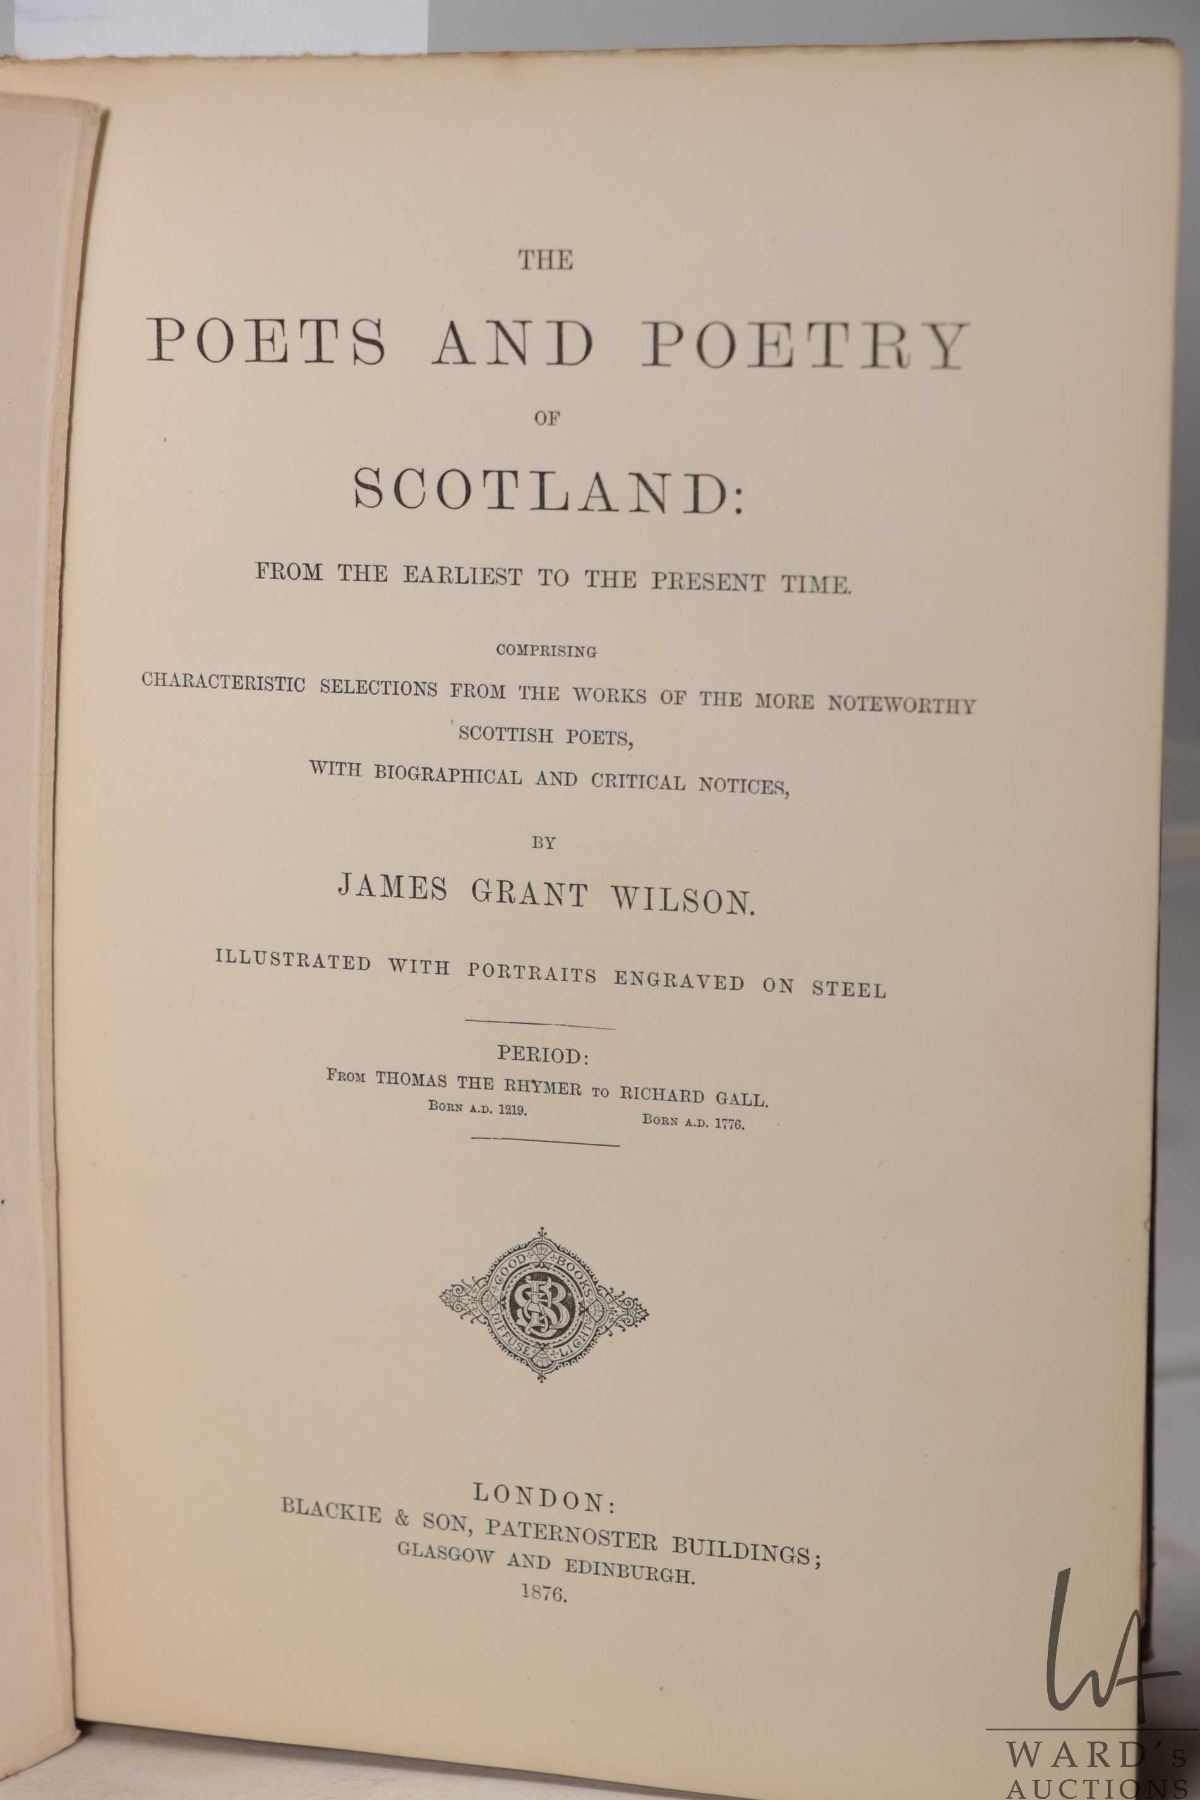 THE
POETS AND POETRY
OF
SCOTLAND:
FROM THE EARLIEST TO THE PRESENT TIME.
COMPRISING
CHARACTERISTIC SELECTIONS FROM THE WORKS OF THE MORE NOTEWORTHY
SCOTTISH POETS,
WITH BIOGRAPHICAL AND CRITICAL NOTICES,
BY
JAMES GRANT WILSON.
ILLUSTRATED WITH PORTRAITS ENGRAVED ON STEEL
PERIOD:
FROM THOMAS THE RHYMER TO RICHARD GALL.
BORN A.D. 1219. BORN A.D. 1776.
GOOD BOOKS
DIFFUSE LIGHT
LONDON:
BLACKIE & SON, PATERNOSTER BUILDINGS;
GLASGOW AND EDINBURGH.
1876.
WARD's
AUCTIONS